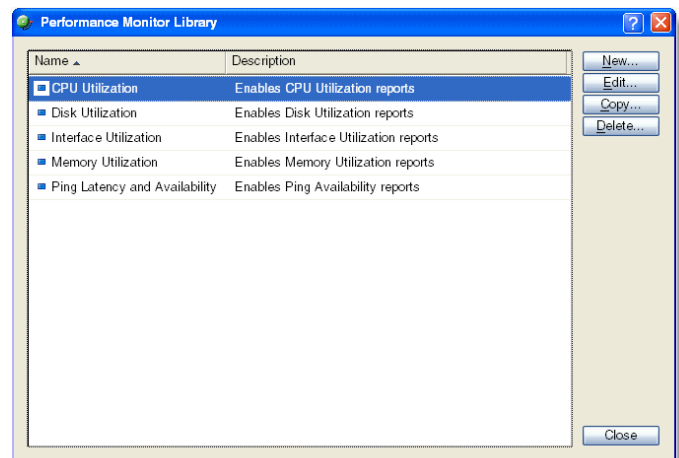 Performance Monitor Library
Name Description
CPU Utilization Enables CPU Utilization reports
Disk Utilization Enables Disk Utilization reports
Interface Utilization Enables Interface Utilization reports
Memory Utilization Enables Memory Utilization reports
Ping Latency and Availability Enables Ping Availability reports
New...
Edit...
Copy...
Delete...
Close